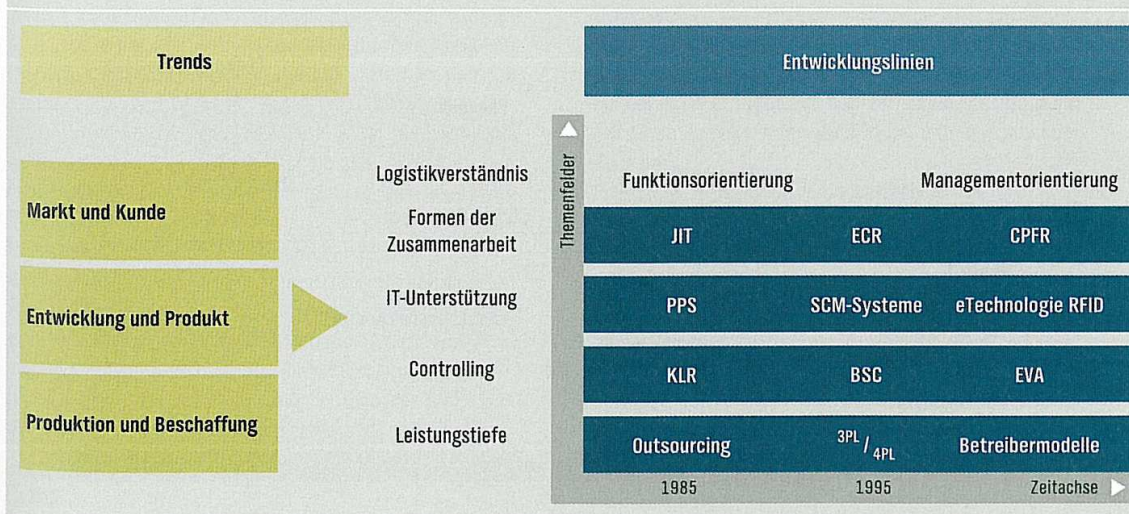 Trends
Entwicklungslinien
Markt und Kunde
Entwicklung und Produkt
Produktion und Beschaffung
Themenfelder
Logistikverständnis
Funktionsorientierung
Managementorientierung
Formen der
Zusammenarbeit
JIT
ECR
CPFR
IT-Unterstützung
PPS
SCM-Systeme
eTechnologie RFID
Controlling
KLR
BSC
EVA
Leistungstiefe
Outsourcing
3PL / 4PL
Betreibermodelle
1985
1995
Zeitachse